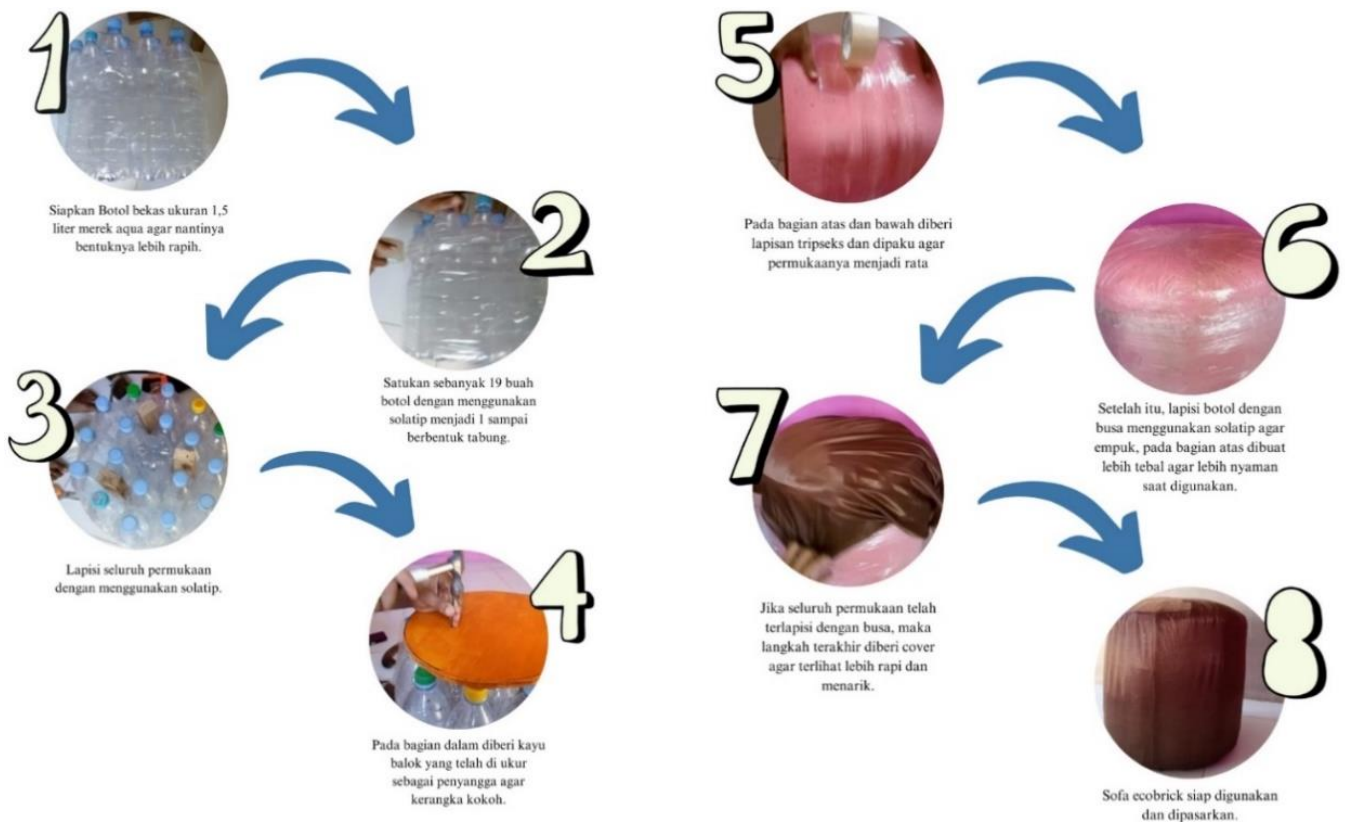 1
Siapkan Botol bekas ukuran 1,5
liter merek aqua agar nantinya
bentuknya lebih rapih.
2
Satukan sebanyak 19 buah
botol dengan menggunakan
solatip menjadi 1 sampai
berbentuk tabung.
3
Lapisi seluruh permukaan
dengan menggunakan solatip.
4
Pada bagian dalam diberi kayu
balok yang telah di ukur
sebagai penyangga agar
kerangka kokoh.
5
Pada bagian atas dan bawah diberi
lapisan tripseks dan dipaku agar
permukaanya menjadi rata
6
Setelah itu, lapisi botol dengan
busa menggunakan solatip agar
empuk, pada bagian atas dibuat
lebih tebal agar lebih nyaman
saat digunakan.
7
Jika seluruh permukaan telah
terlapisi dengan busa, maka
langkah terakhir diberi cover
agar terlihat lebih rapi dan
menarik.
8
Sofa ecobrick siap digunakan
dan dipasarkan.